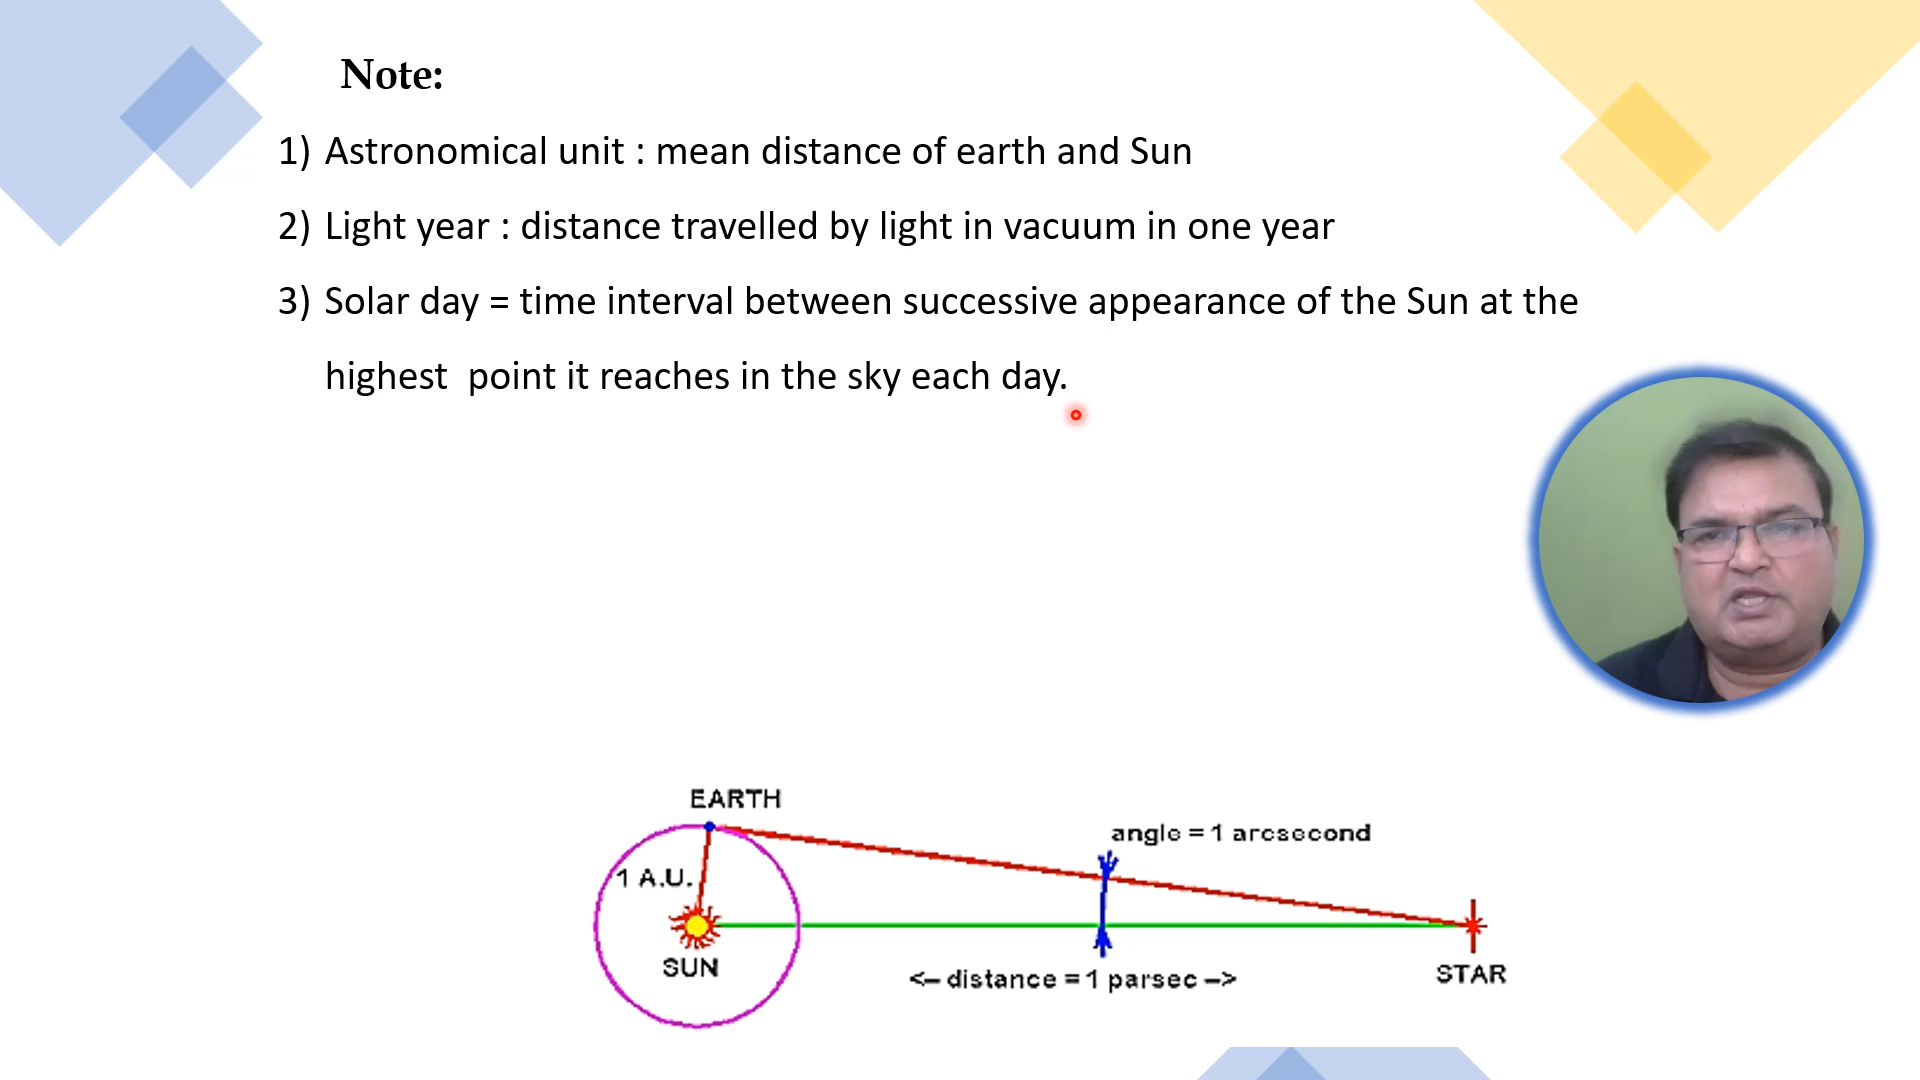 Note:
1) Astronomical unit : mean distance of earth and Sun
2) Light year : distance travelled by light in vacuum in one year
3) Solar day = time interval between successive appearance of the Sun at the
highest point it reaches in the sky each day.
EARTH
angle = 1 arcsecond
1 A.U.
SUN
<– distance = 1 parsec –>
STAR